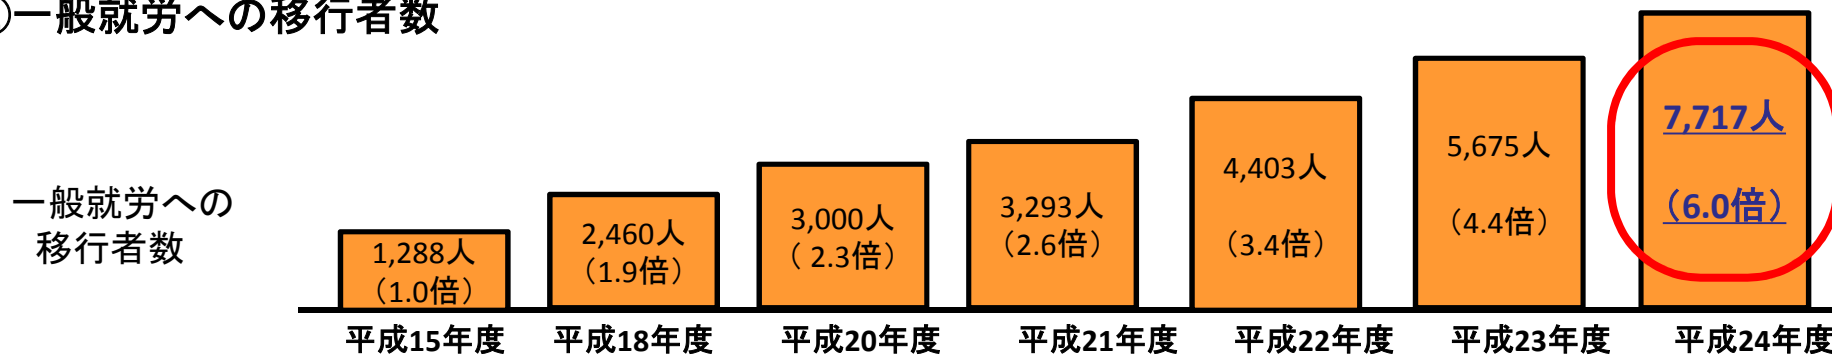 一般就労への移行者数
一般就労への
移行者数
1,288人
（1.0倍）
2,460人
（1.9倍）
3,000人
（ 2.3倍）
3,293人
（2.6倍）
4,403人
（3.4倍）
5,675人
（4.4倍）
7,717人
（6.0倍）
平成15年度 平成18年度 平成20年度 平成21年度 平成22年度 平成23年度 平成24年度